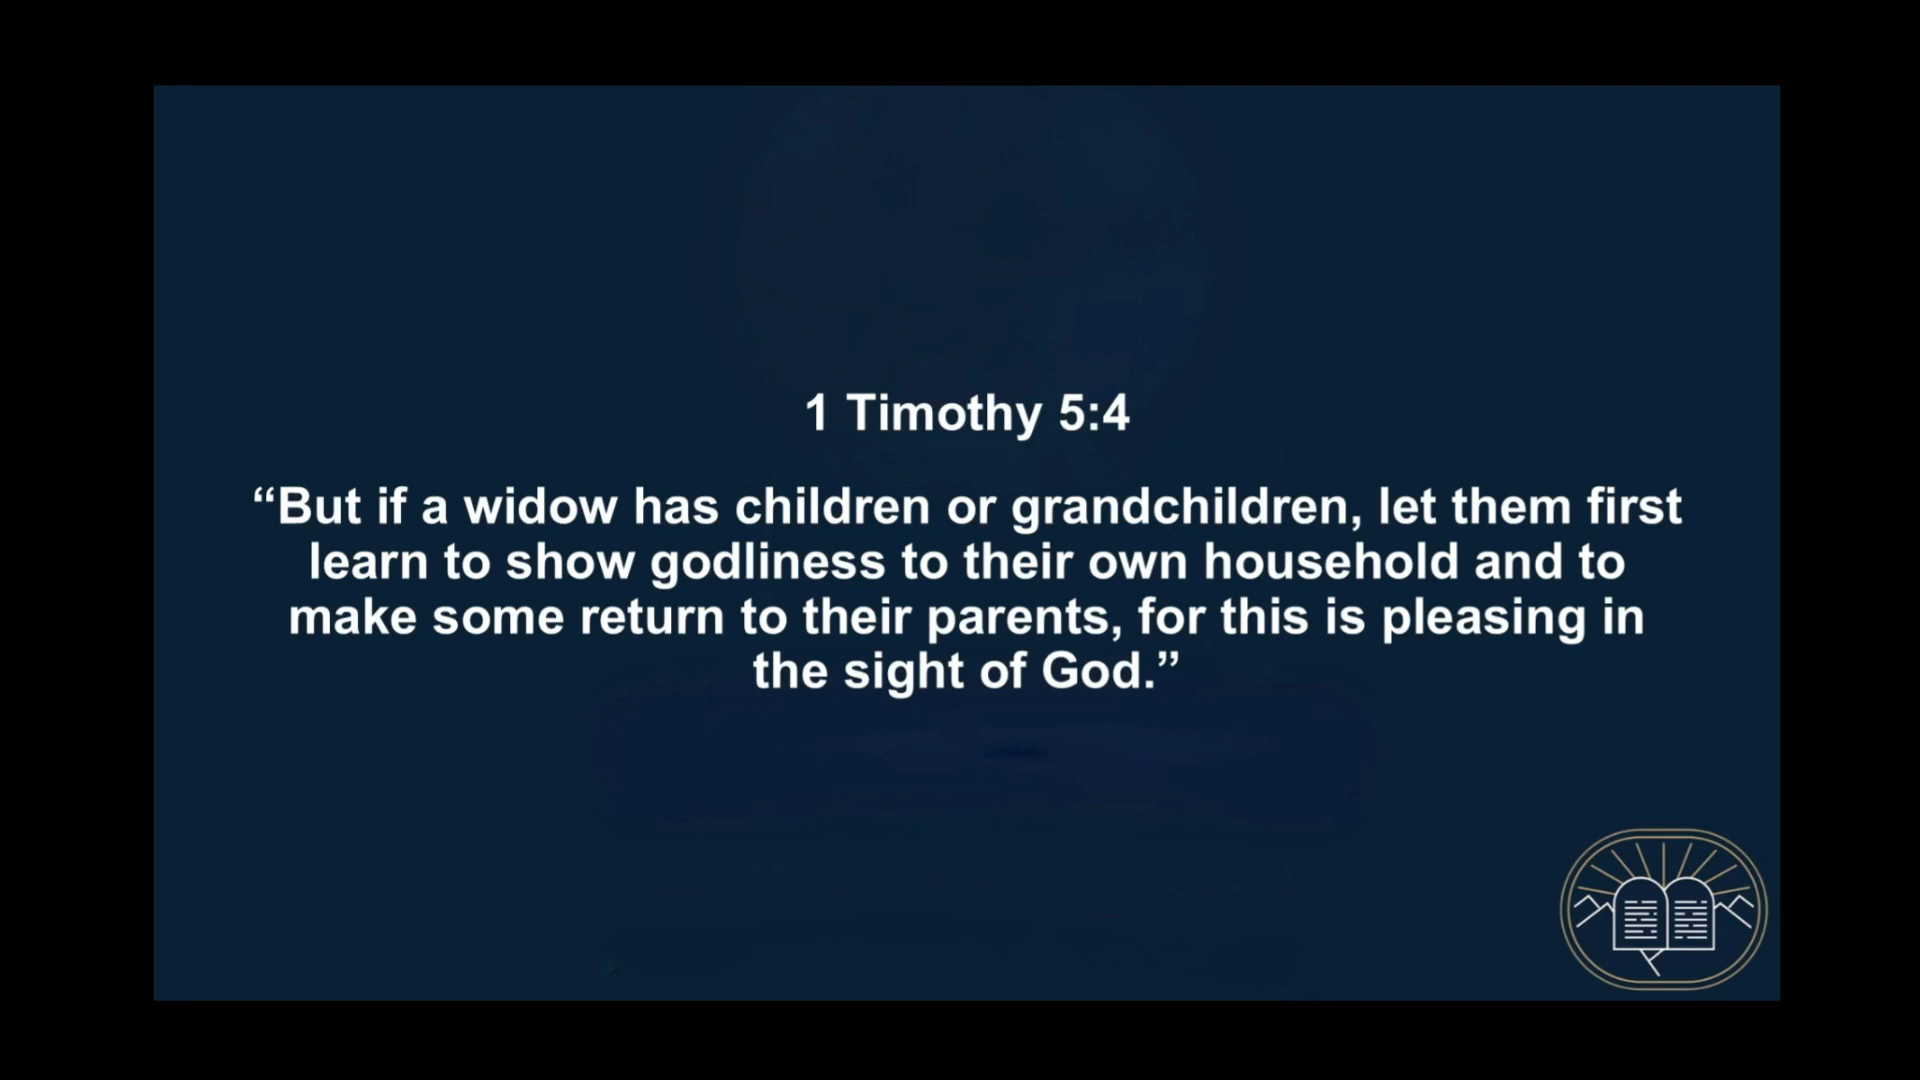 1 Timothy 5:4
“But if a widow has children or grandchildren, let them first
learn to show godliness to their own household and to
make some return to their parents, for this is pleasing in
the sight of God.”